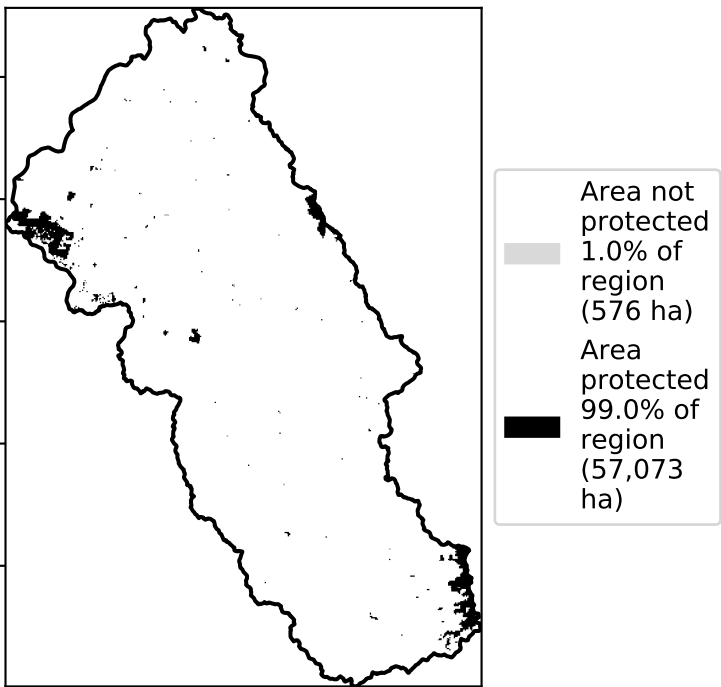 Area not
protected
1.0% of
region
(576 ha)
Area
protected
99.0% of
region
(57,073
ha)